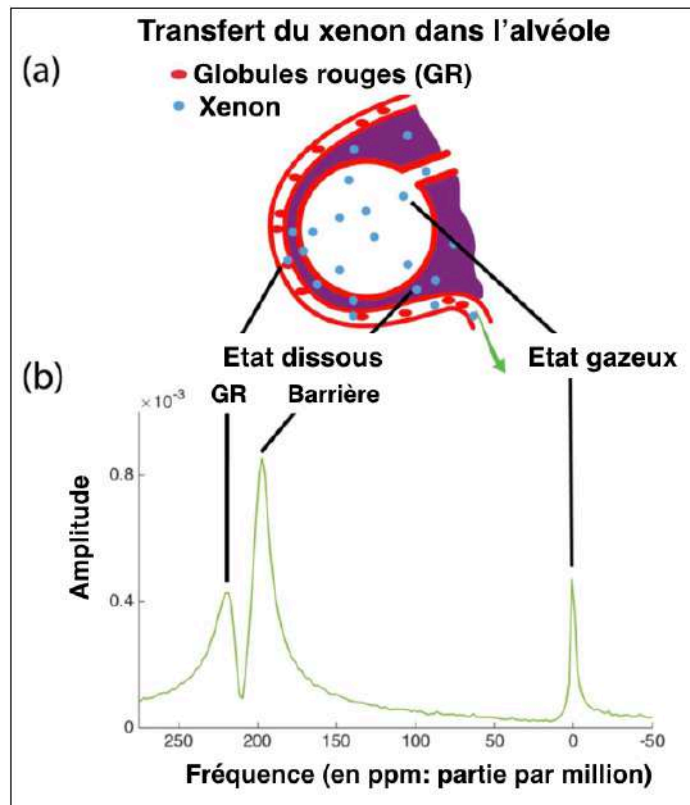 Transfert du xenon dans l'alvéole
(a)
Globules rouges (GR)
Xenon
Etat dissous
Etat gazeux
(b)
GR
Barrière
×10⁻³
0.8
0.4
0
Amplitude
250 200 150 100 50 0 -50
Fréquence (en ppm: partie par million)